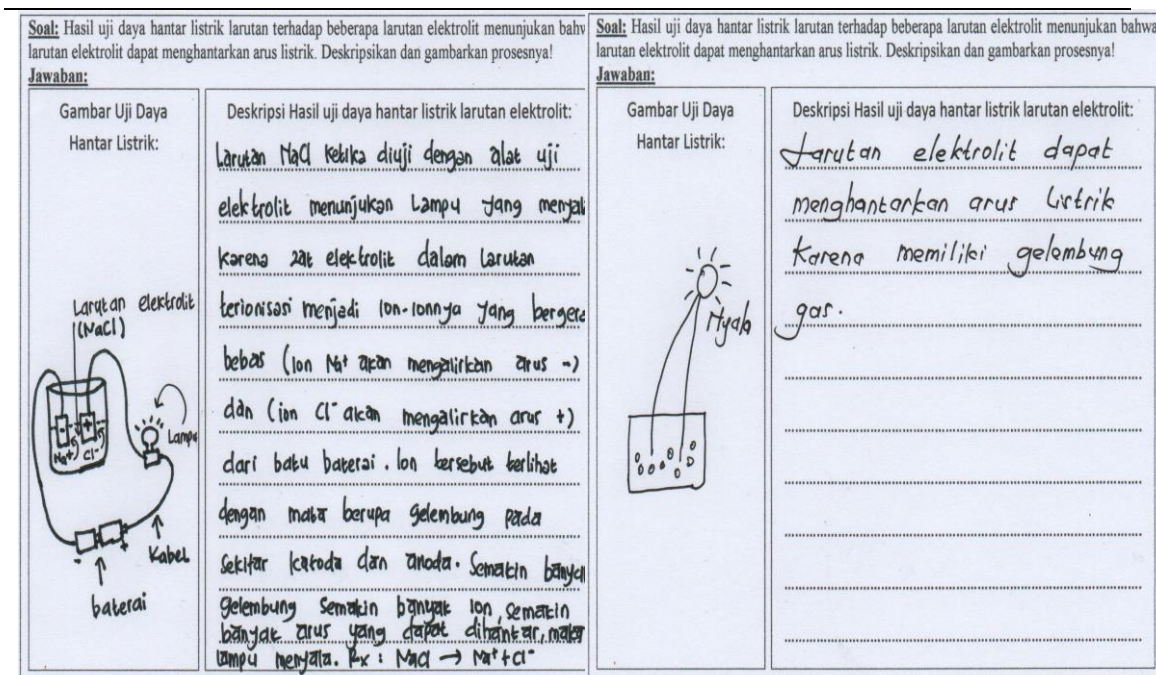 Soal: Hasil uji daya hantar listrik larutan terhadap beberapa larutan elektrolit menunjukan bahw
larutan elektrolit dapat menghantarkan arus listrik. Deskripsikan dan gambarkan prosesnya!
Jawaban:
Gambar Uji Daya
Hantar Listrik:
Larutan elektrolit
(NaCl)
-
+
Na+
Cl-
Lampu
-
+
Kabel
baterai
Deskripsi Hasil uji daya hantar listrik larutan elektrolit:
Larutan NaCl ketika diuji dengan alat uji
elektrolit menunjukan Lampu yang menyal
karena zat elektrolit dalam Larutan
terionisasi menjadi Ion-Ionnya yang bergera
bebas (Ion Na+ akan mengalirkan arus -)
dan (ion Cl- akan mengalirkan arus +)
dari batu baterai. Ion tersebut terlihat
dengan mata berupa gelembung pada
sekitar katoda dan anoda. Semakin banyak
gelembung semakin banyak ion, semakin
banyak arus yang dapat dihantar, maka
lampu menyala. Rx : NaCl → Na+ + Cl-
Soal: Hasil uji daya hantar listrik larutan terhadap beberapa larutan elektrolit menunjukan bahwa
larutan elektrolit dapat menghantarkan arus listrik. Deskripsikan dan gambarkan prosesnya!
Jawaban:
Gambar Uji Daya
Hantar Listrik:
Nyala
Deskripsi Hasil uji daya hantar listrik larutan elektrolit:
Larutan elektrolit dapat
menghantarkan arus Listrik
Karena memiliki gelembung
gas.